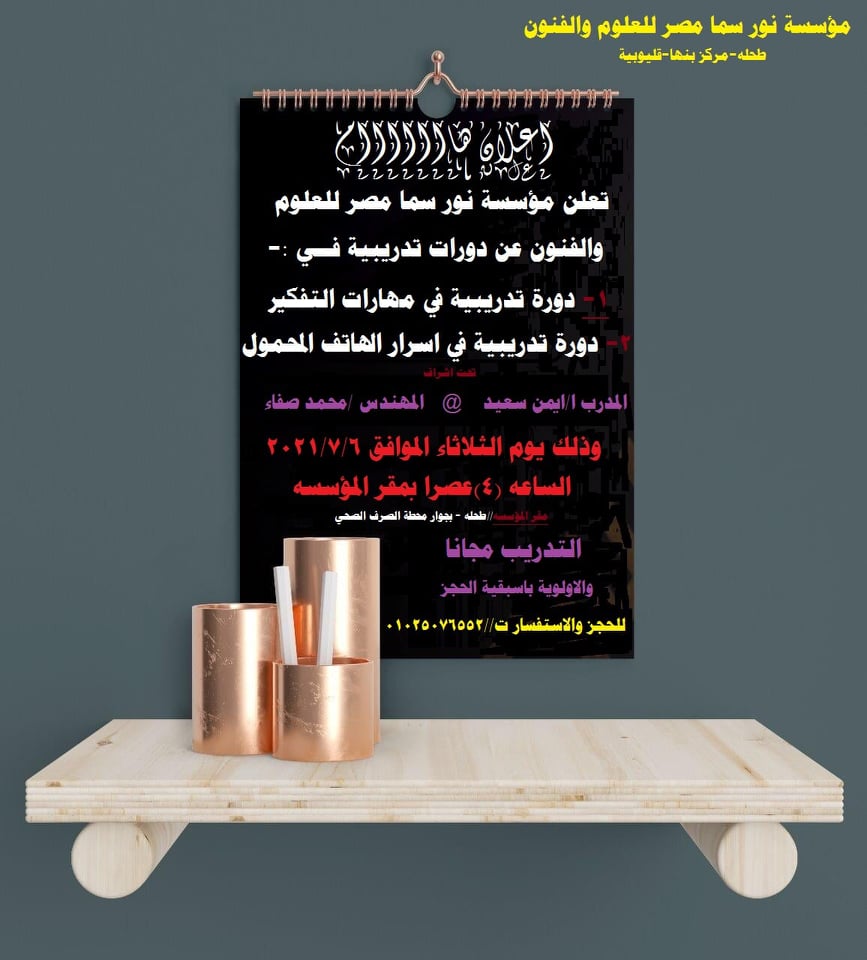 مؤسسة نور سما مصر للعلوم والفنون
طحله-مركز بنها-قليوبية
اعلان هاااااااام
تعلن مؤسسة نور سما مصر للعلوم
والفنون عن دورات تدريبية فـــي :-
١- دورة تدريبية في مهارات التفكير
٢- دورة تدريبية في اسرار الهاتف المحمول
تحت اشراف
المدرب ا/ايمن سعيد @ المهندس /محمد صفاء
وذلك يوم الثلاثاء الموافق ٢٠٢١/٧/٦
الساعه (٤)عصرا بمقر المؤسسه
مقر المؤسسه//طحله - بجوار محطة الصرف الصحي
التدريب مجانا
والاولوية باسبقية الحجز
للحجز والاستفسار ت//٠١٠٢٥٠٧٦٥٥٢